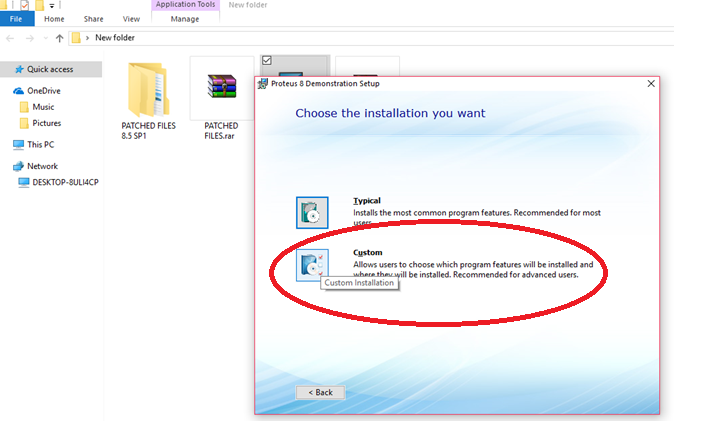 Application Tools
New folder
File
Home
Share
View
Manage
New folder
Quick access
OneDrive
Music
Pictures
This PC
Network
DESKTOP-8ULI4CP
PATCHED FILES
8.5 SP1
PATCHED
FILES.rar
Proteus 8 Demonstration Setup
Choose the installation you want
Typical
Installs the most common program features. Recommended for most
users.
Custom
Allows users to choose which program features will be installed and
where they will be installed. Recommended for advanced users.
Custom Installation
< Back